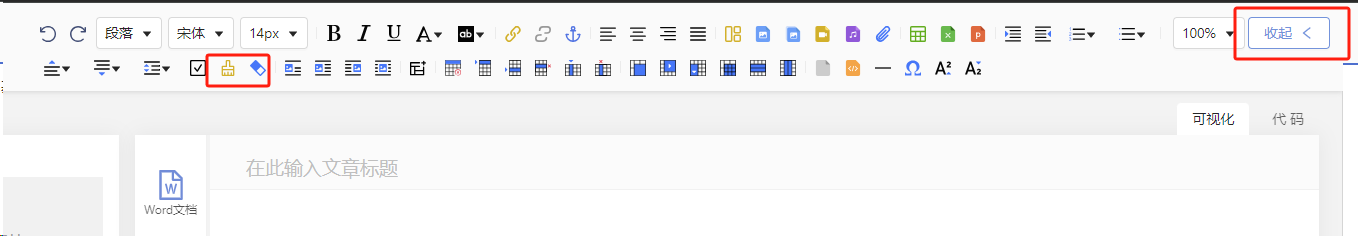 段落 宋体 14px B I U A ab 100% 收起
A² A₂
可视化 代码
在此输入文章标题
W
Word文档